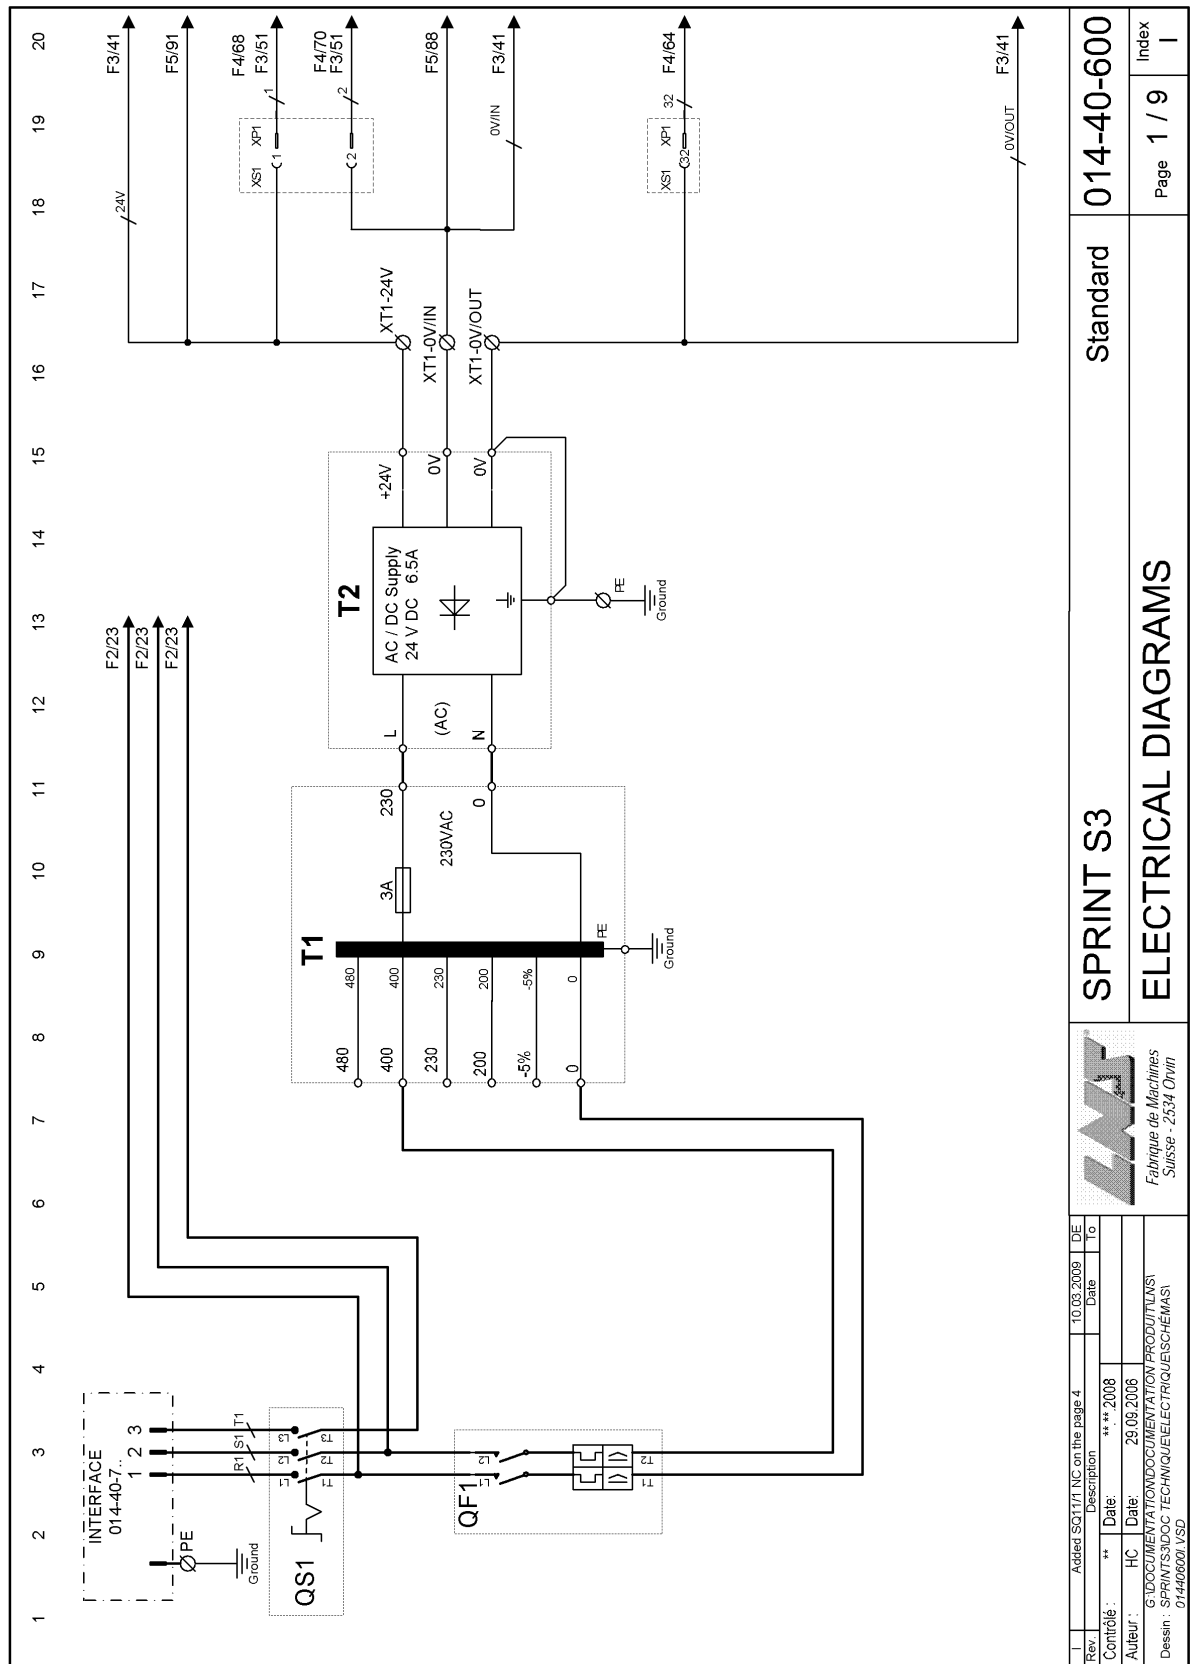 1 2 3 4 5 6 7 8 9 10 11 12 13 14 15 16 17 18 19 20
INTERFACE
014-40-7..
1 2 3
PE
Ground
R1 S1 T1
QS1
L1 L2 L3
T1 T2 T3
QF1
L1 L2
T1 T2
F2/23
F2/23
F2/23
T1
480 480
400 400
230 230
200 200
-5% -5%
0 0
PE
Ground
3A
230VAC
230
0
T2
L
(AC)
N
AC / DC Supply
24 V DC 6.5A
+24V
0V
0V
PE
Ground
XT1-24V
XT1-0V/IN
XT1-0V/OUT
24V
F3/41
F5/91
XS1 XP1
1 1
F4/68
F3/51
2 2
F4/70
F3/51
F5/88
0V/IN
F3/41
XS1 XP1
32 32
F4/64
0V/OUT
F3/41
I Added SQ11/1 NC on the page 4 10.03.2009 DE
Rev. Description Date To
Contrôlé : ** Date: **.**.2008
Auteur : HC Date: 29.09.2006
Dessin : G:\DOCUMENTATION\DOCUMENTATION PRODUIT\LNS\
SPRINTS3\DOC TECHNIQUE\ELECTRIQUE\SCHÉMAS\
01440600I.VSD
LNS
Fabrique de Machines
Suisse - 2534 Orvin
SPRINT S3 Standard 014-40-600
ELECTRICAL DIAGRAMS Page 1 / 9 Index I